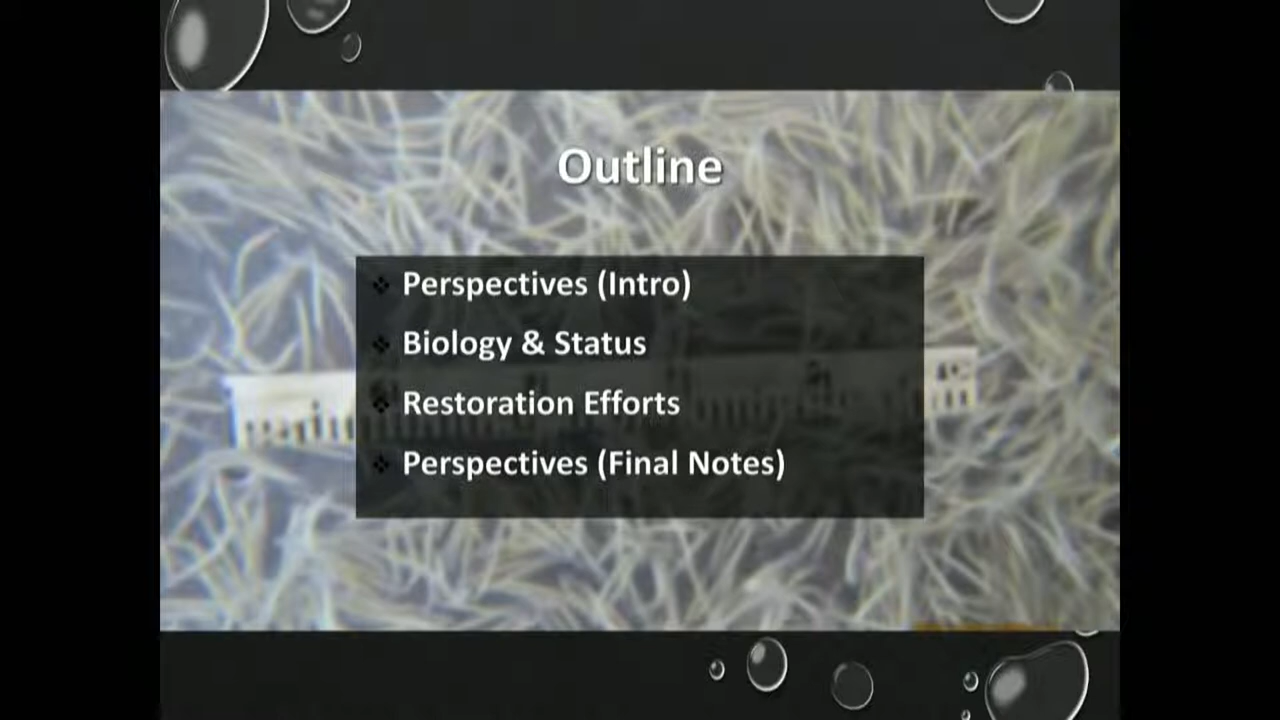 Outline
Perspectives (Intro)
Biology & Status
Restoration Efforts
Perspectives (Final Notes)